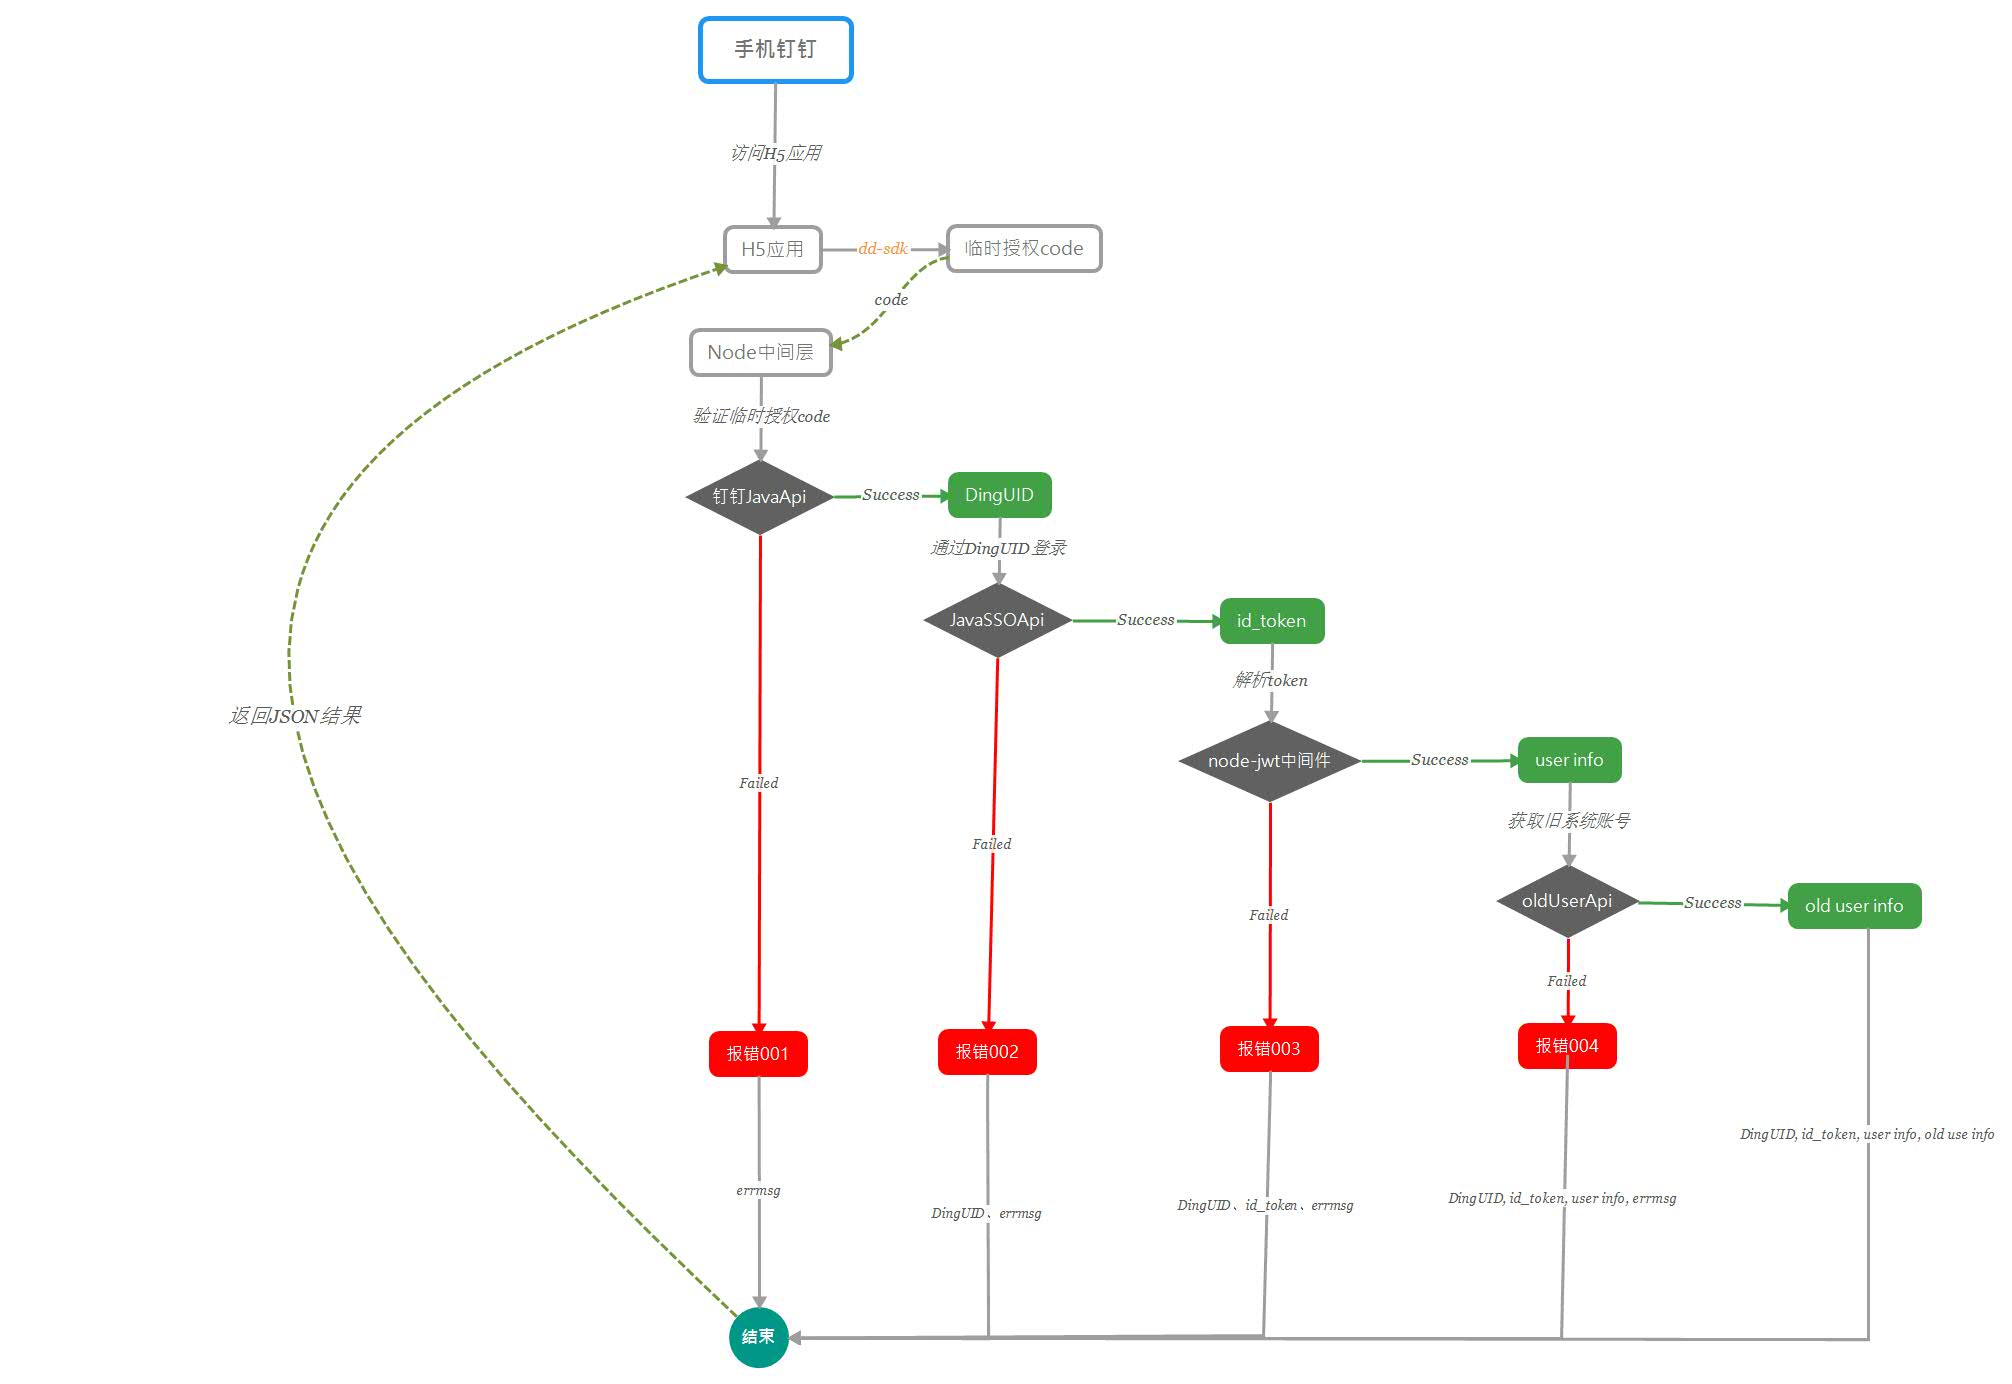 手机钉钉
访问H5应用
H5应用
dd-sdk
临时授权code
code
Node中间层
验证临时授权code
钉钉JavaApi
Success
DingUID
通过DingUID登录
JavaSSOApi
Success
id_token
解析token
返回JSON结果
node-jwt中间件
Success
user info
Failed
获取旧系统账号
Failed
oldUserApi
Success
old user info
Failed
Failed
报错001
报错002
报错003
报错004
DingUID, id_token, user info, old use info
errmsg
DingUID、errmsg
DingUID、id_token、errmsg
DingUID, id_token, user info, errmsg
结束